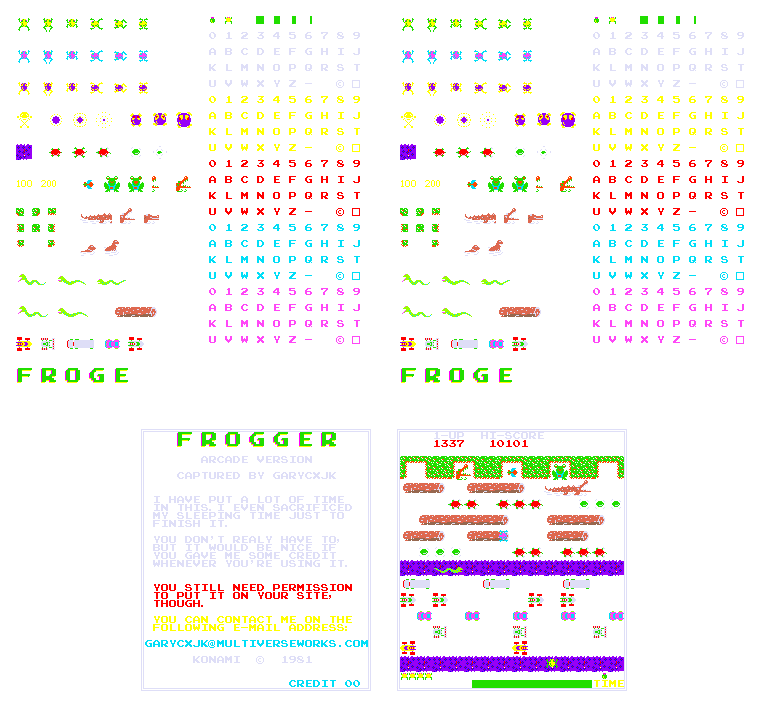 0 1 2 3 4 5 6 7 8 9
A B C D E F G H I J
K L M N O P Q R S T
U V W X Y Z - ©
0 1 2 3 4 5 6 7 8 9
A B C D E F G H I J
K L M N O P Q R S T
U V W X Y Z - ©
0 1 2 3 4 5 6 7 8 9
100 200
A B C D E F G H I J
K L M N O P Q R S T
U V W X Y Z - ©
0 1 2 3 4 5 6 7 8 9
A B C D E F G H I J
K L M N O P Q R S T
U V W X Y Z - ©
0 1 2 3 4 5 6 7 8 9
A B C D E F G H I J
K L M N O P Q R S T
U V W X Y Z - ©
F R O G E
0 1 2 3 4 5 6 7 8 9
A B C D E F G H I J
K L M N O P Q R S T
U V W X Y Z - ©
0 1 2 3 4 5 6 7 8 9
A B C D E F G H I J
K L M N O P Q R S T
U V W X Y Z - ©
0 1 2 3 4 5 6 7 8 9
100 200
A B C D E F G H I J
K L M N O P Q R S T
U V W X Y Z - ©
0 1 2 3 4 5 6 7 8 9
A B C D E F G H I J
K L M N O P Q R S T
U V W X Y Z - ©
0 1 2 3 4 5 6 7 8 9
A B C D E F G H I J
K L M N O P Q R S T
U V W X Y Z - ©
F R O G E
FROGGER
ARCADE VERSION
CAPTURED BY GARYCXJK
I HAVE PUT A LOT OF TIME
IN THIS.I EVEN SACRIFICED
MY SLEEPING TIME JUST TO
FINISH IT.
YOU DON'T REALY HAVE TO,
BUT IT WOULD BE NICE IF
YOU GAVE ME SOME CREDIT
WHENEVER YOU'RE USING IT.
YOU STILL NEED PERMISSION
TO PUT IT ON YOUR SITE,
THOUGH.
YOU CAN CONTACT ME ON THE
FOLLOWING E-MAIL ADDRESS:
GARYCXJK@MULTIVERSEWORKS.COM
KONAMI © 1981
CREDIT 00
1-UP HI-SCORE
1337 10101
TIME